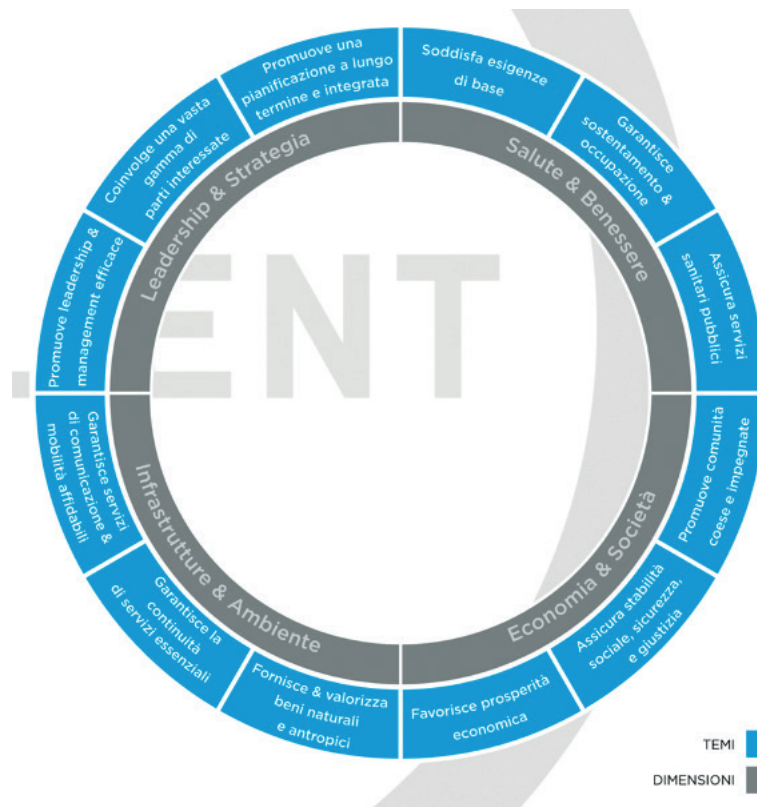 Promuove una
pianificazione a lungo
termine e integrata
Soddisfa esigenze
di base
Garantisce
sostentamento &
occupazione
Assicura servizi
sanitari pubblici
Promuove comunità
coese e impegnate
Assicura stabilità
sociale, sicurezza,
e giustizia
Favorisce prosperità
economica
Fornisce & valorizza
beni naturali
e antropici
Garantisce la
continuità
di servizi essenziali
Garantisce servizi
di comunicazione &
mobilità affidabili
Promuove leadership &
management efficace
Coinvolge una vasta
gamma di
parti interessate
Leadership & Strategia
Salute & Benessere
Economia & Società
Infrastrutture & Ambiente
ENT
TEMI
DIMENSIONI